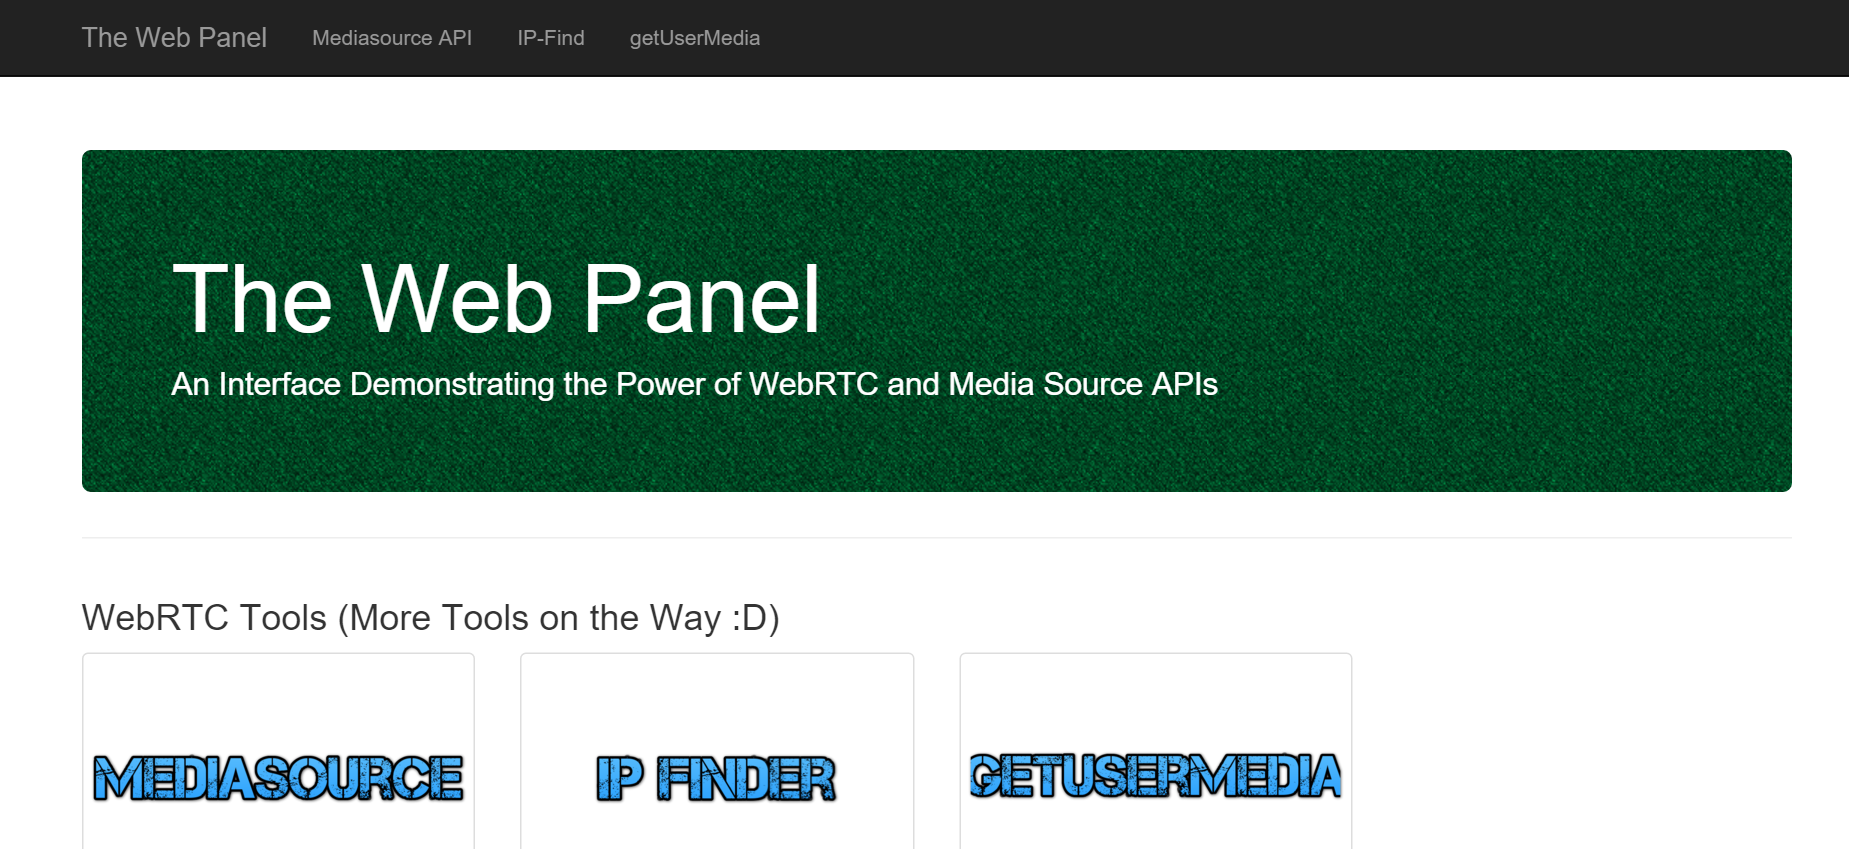 The Web Panel Mediasource API IP-Find getUserMedia
The Web Panel
An Interface Demonstrating the Power of WebRTC and Media Source APIs
WebRTC Tools (More Tools on the Way :D)
MEDIASOURCE IP FINDER GETUSERMEDIA